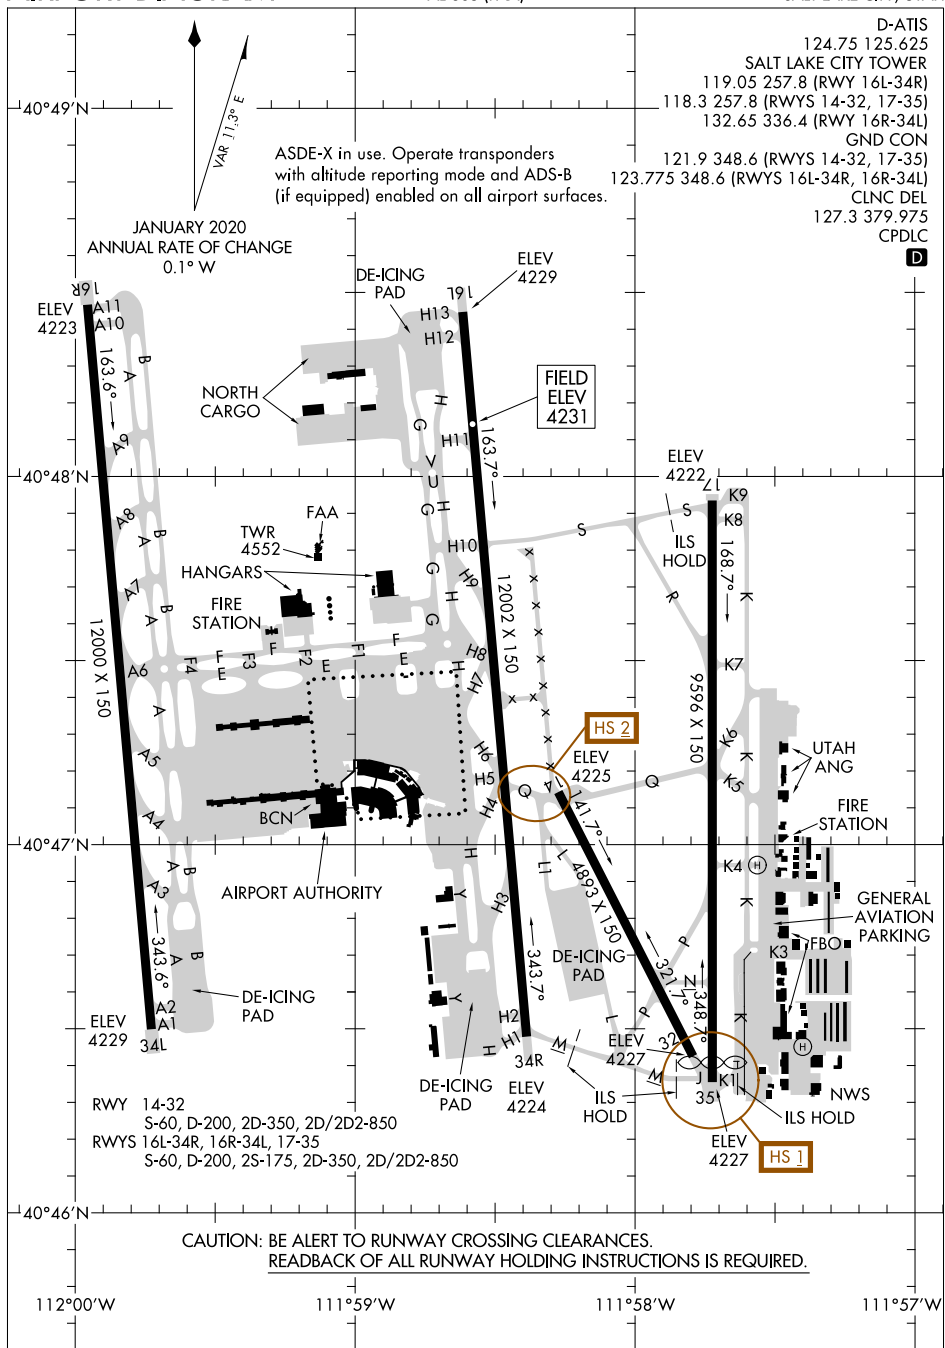 D-ATIS
124.75 125.625
SALT LAKE CITY TOWER
119.05 257.8 (RWY 16L-34R)
118.3 257.8 (RWYS 14-32, 17-35)
132.65 336.4 (RWY 16R-34L)
GND CON
121.9 348.6 (RWYS 14-32, 17-35)
123.775 348.6 (RWYS 16L-34R, 16R-34L)
CLNC DEL
127.3 379.975
CPDLC
D
40°49'N
VAR 11.3° E
JANUARY 2020
ANNUAL RATE OF CHANGE
0.1° W
ASDE-X in use. Operate transponders
with altitude reporting mode and ADS-B
(if equipped) enabled on all airport surfaces.
DE-ICING
PAD
ELEV
4229
16R
16L
ELEV
4223
A11
A10
H13
H12
163.6°
B
A
NORTH
CARGO
FIELD
ELEV
4231
H
G
A9
H11
163.7°
V
U
40°48'N
ELEV
4222
17
K9
K8
S
ILS
HOLD
168.7°
A8
A
B
H
G
FAA
TWR
4552
HANGARS
H10
H9
R
K
A7
B
A
FIRE
STATION
G
H
G
12002 X 150
12000 X 150
F
F
F
E
E
E
F4
F3
F2
F1
A6
H
H8
H7
K7
9596 X 150
A
HS 2
K6
A5
H6
H5
H4
Q
ELEV
4225
Q
K5
UTAH
ANG
14
141.7°
BCN
A4
FIRE
STATION
40°47'N
AIRPORT AUTHORITY
A
B
A3
H
H3
L1
L
4893 X 150
K4
H
K
GENERAL
AVIATION
PARKING
343.6°
A
B
Y
Y
343.7°
DE-ICING
PAD
P
321.7°
N
348.7°
K3
FBO
A2
A1
34L
ELEV
4229
DE-ICING
PAD
H2
H1
H
34R
ELEV
4224
DE-ICING
PAD
M
M
L
P
32
ELEV
4227
ILS
HOLD
K
H
J
K1
35
ILS HOLD
NWS
ELEV
4227
HS 1
RWY 14-32
S-60, D-200, 2D-350, 2D/2D2-850
RWYS 16L-34R, 16R-34L, 17-35
S-60, D-200, 2S-175, 2D-350, 2D/2D2-850
40°46'N
CAUTION: BE ALERT TO RUNWAY CROSSING CLEARANCES.
READBACK OF ALL RUNWAY HOLDING INSTRUCTIONS IS REQUIRED.
112°00'W
111°59'W
111°58'W
111°57'W